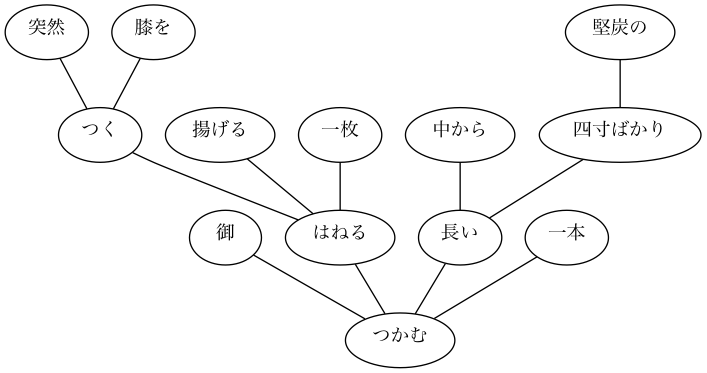 突然 膝を 堅炭の
つく 揚げる 一枚 中から 四寸ばかり
御 はねる 長い 一本
つかむ